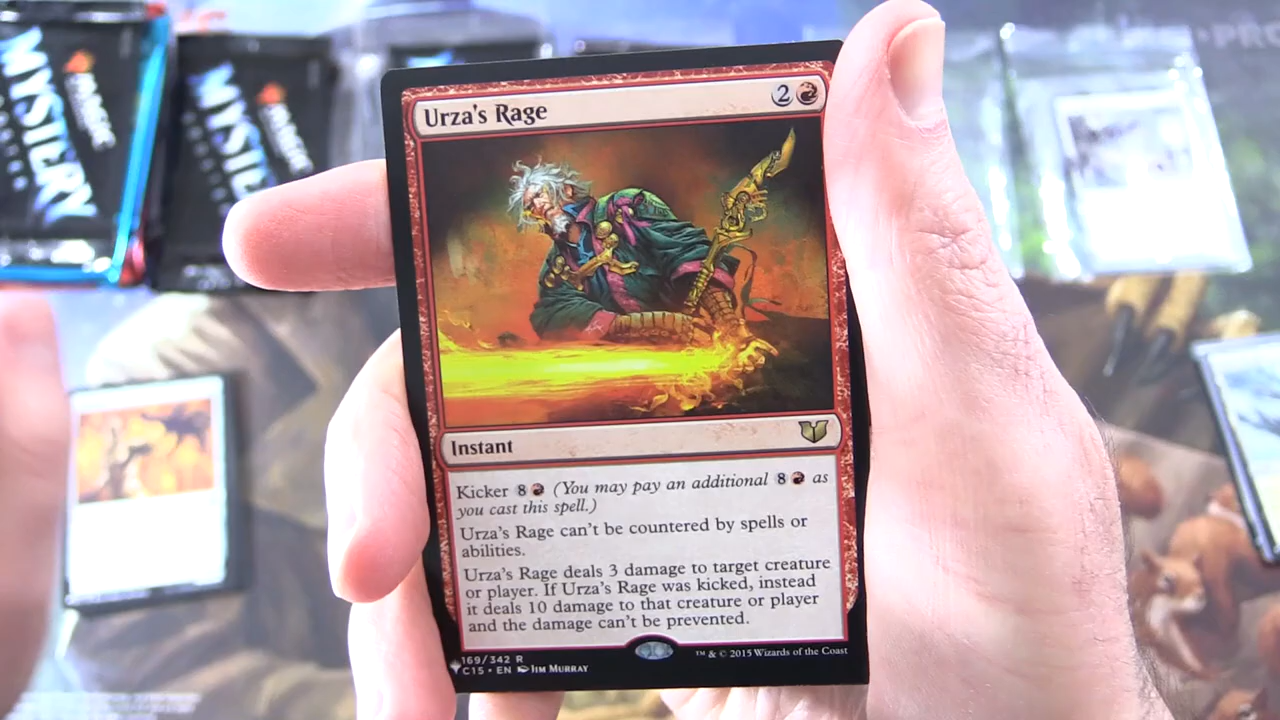 MYSTERY
MAGIC
MYSTERY
MAGIC
Urza's Rage 2
Instant
Kicker 8 (You may pay an additional 8 as
you cast this spell.)
Urza's Rage can't be countered by spells or
abilities.
Urza's Rage deals 3 damage to target creature
or player. If Urza's Rage was kicked, instead
it deals 10 damage to that creature or player
and the damage can't be prevented.
169/342 R
C15 • EN JIM MURRAY
™ & © 2015 Wizards of the Coast